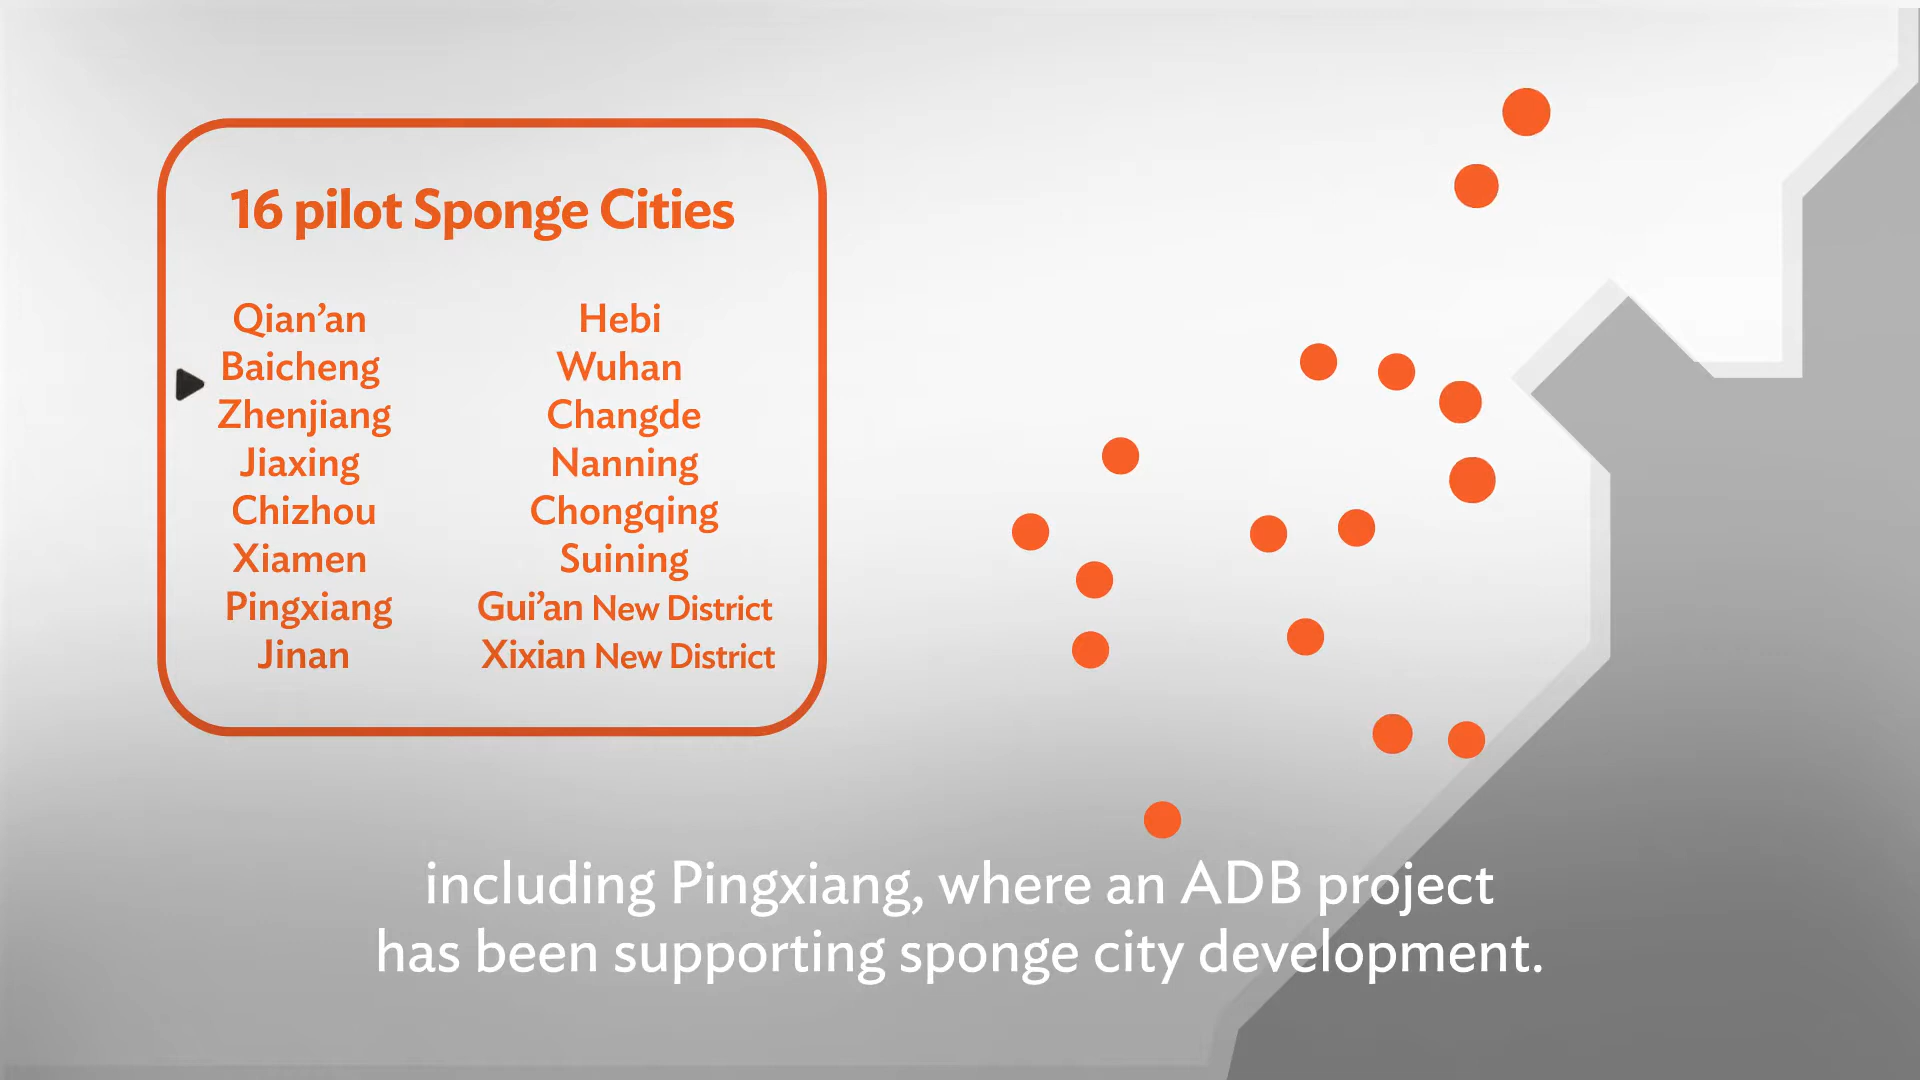 16 pilot Sponge Cities
Qian’an
Baicheng
Zhenjiang
Jiaxing
Chizhou
Xiamen
Pingxiang
Jinan
Hebi
Wuhan
Changde
Nanning
Chongqing
Suining
Gui’an New District
Xixian New District
including Pingxiang, where an ADB project
has been supporting sponge city development.